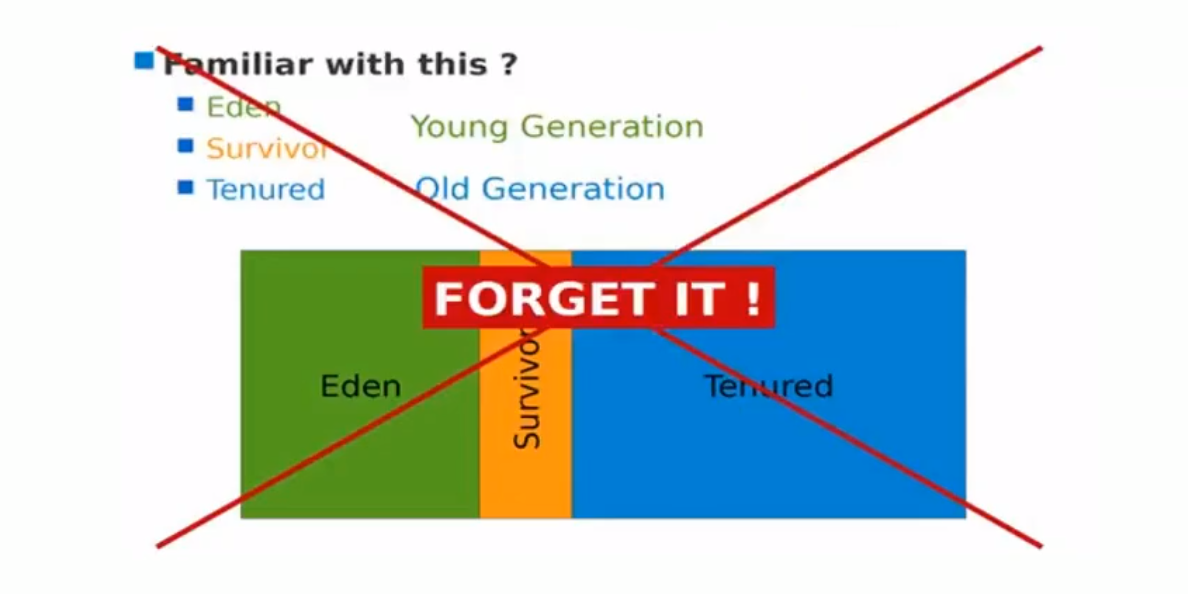 Familiar with this ?
Eden
Survivor
Tenured
Young Generation
Old Generation
FORGET IT !
Eden
Survivor
Tenured